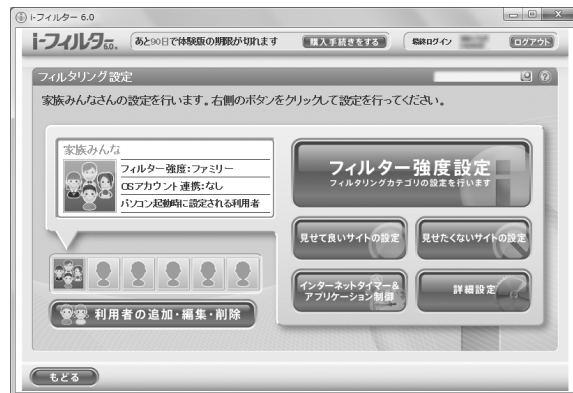 i-フィルター 6.0
i-フィルター6.0.
あと90日で体験版の期限が切れます
購入手続きをする
最終ログイン
ログアウト
フィルタリング設定
家族みんなさんの設定を行います。右側のボタンをクリックして設定を行ってください。
家族みんな
フィルター強度:ファミリー
OSアカウント連携:なし
パソコン起動時に設定される利用者
フィルター強度設定
フィルタリングカテゴリの設定を行います
見せて良いサイトの設定
見せたくないサイトの設定
インターネットタイマー&
アプリケーション制御
詳細設定
利用者の追加・編集・削除
もどる